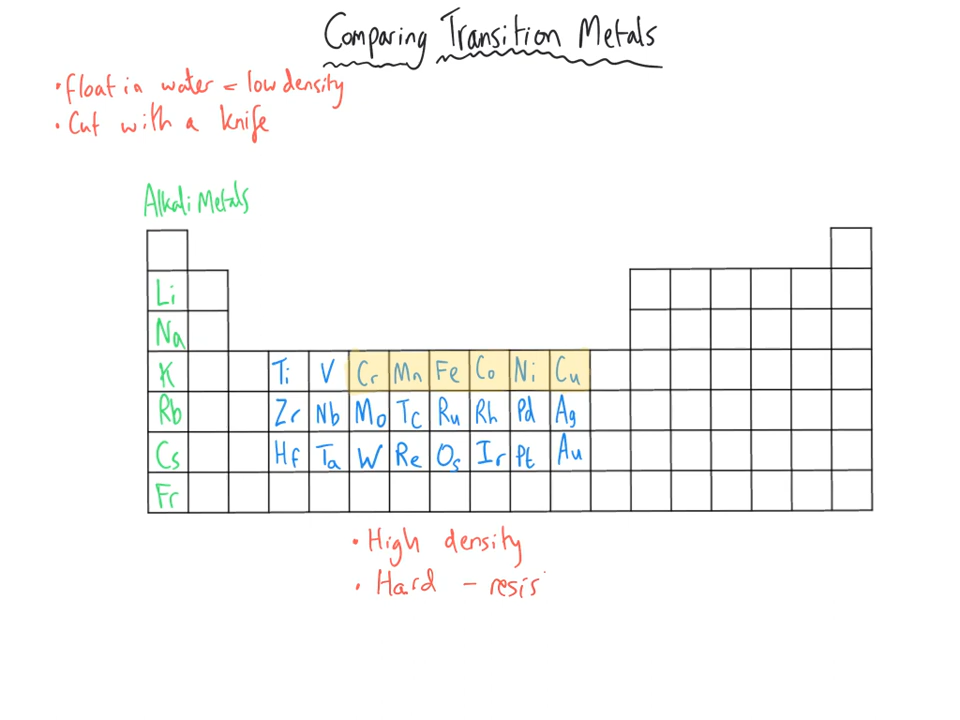 Comparing Transition Metals
• Float in water = low density
• Cut with a knife
Alkali Metals
Li
Na
K Ti V Cr Mn Fe Co Ni Cu
Rb Zr Nb Mo Tc Ru Rh Pd Ag
Cs Hf Ta W Re Os Ir Pt Au
Fr
• High density
• Hard - resis